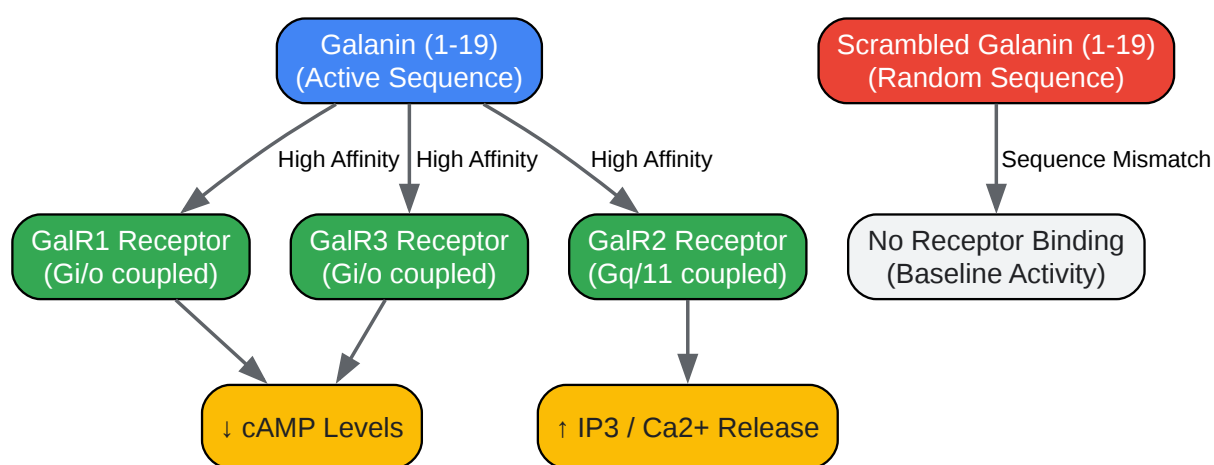 Galanin (1-19)
(Active Sequence)
Scrambled Galanin (1-19)
(Random Sequence)
High Affinity
High Affinity
High Affinity
Sequence Mismatch
GalR1 Receptor
(Gi/o coupled)
GalR3 Receptor
(Gi/o coupled)
GalR2 Receptor
(Gq/11 coupled)
No Receptor Binding
(Baseline Activity)
↓ cAMP Levels
↑ IP3 / Ca2+ Release